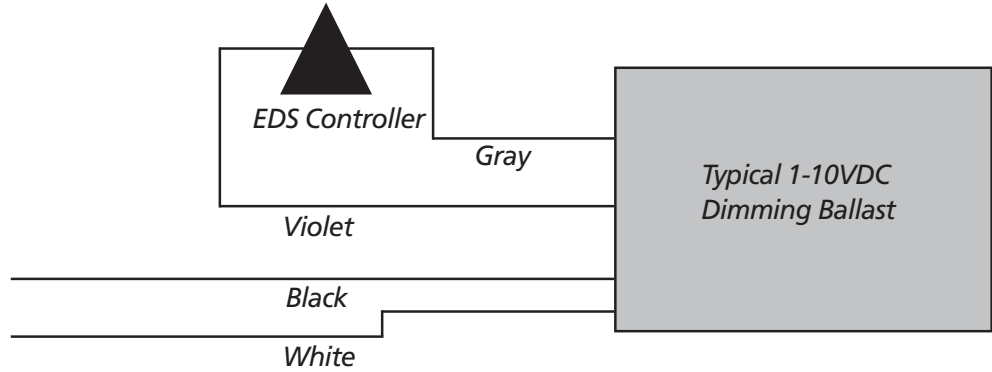 EDS Controller
Gray
Typical 1-10VDC
Dimming Ballast
Violet
Black
White